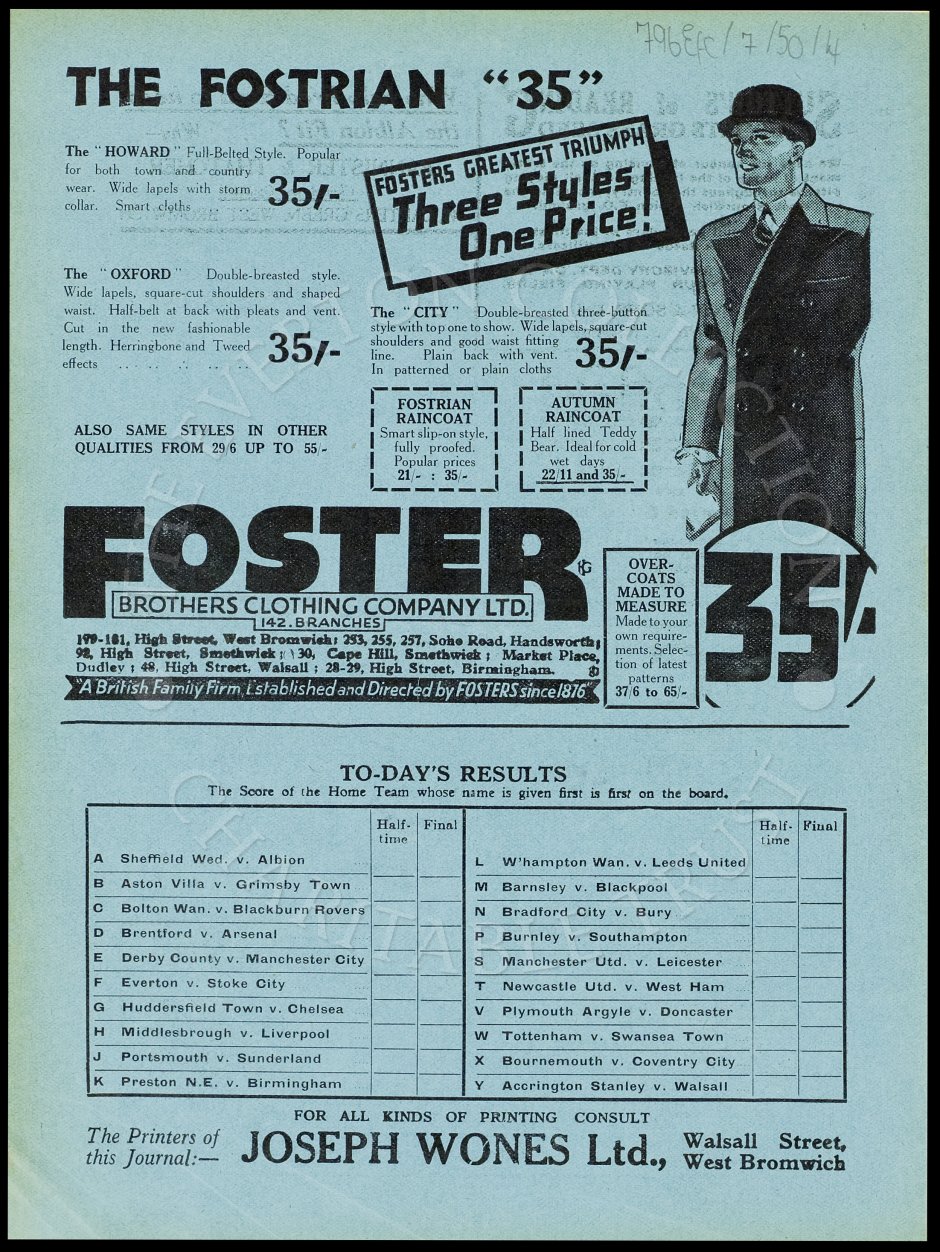 796EFC/7/50/4
THE FOSTRIAN "35"
The "HOWARD" Full-Belted Style. Popular
for both town and country
wear. Wide lapels with storm
collar. Smart cloths
35/-
FOSTERS GREATEST TRIUMPH
Three Styles
One Price!
The "OXFORD" Double-breasted style.
Wide lapels, square-cut shoulders and shaped
waist. Half-belt at back with pleats and vent.
Cut in the new fashionable
length. Herringbone and Tweed
effects .. .. .. ..
35/-
The "CITY" Double-breasted three-button
style with top one to show. Wide lapels, square-cut
shoulders and good waist fitting
line. Plain back with vent.
In patterned or plain cloths
35/-
ALSO SAME STYLES IN OTHER
QUALITIES FROM 29/6 UP TO 55/-
FOSTRIAN
RAINCOAT
Smart slip-on style,
fully proofed.
Popular prices
21/- : 35/-
AUTUMN
RAINCOAT
Half lined Teddy
Bear. Ideal for cold
wet days
22/11 and 35/-
FOSTER
BROTHERS CLOTHING COMPANY LTD.
142. BRANCHES
179-181, High Street, West Bromwich; 253, 255, 257, Soho Road, Handsworth;
92, High Street, Smethwick; 30, Cape Hill, Smethwick; Market Place,
Dudley; 48, High Street, Walsall; 28-29, High Street, Birmingham.
"A British Family Firm, Established and Directed by FOSTERS since 1876"
OVER-
COATS
MADE TO
MEASURE
Made to your
own require-
ments. Selec-
tion of latest
patterns
37/6 to 65/-
35/-
TO-DAY'S RESULTS
The Score of the Home Team whose name is given first is first on the board.
Half-time Final
A Sheffield Wed. v. Albion
B Aston Villa v. Grimsby Town
C Bolton Wan. v. Blackburn Rovers
D Brentford v. Arsenal
E Derby County v. Manchester City
F Everton v. Stoke City
G Huddersfield Town v. Chelsea
H Middlesbrough v. Liverpool
J Portsmouth v. Sunderland
K Preston N.E. v. Birmingham
Half-time Final
L W'hampton Wan. v. Leeds United
M Barnsley v. Blackpool
N Bradford City v. Bury
P Burnley v. Southampton
S Manchester Utd. v. Leicester
T Newcastle Utd. v. West Ham
V Plymouth Argyle v. Doncaster
W Tottenham v. Swansea Town
X Bournemouth v. Coventry City
Y Accrington Stanley v. Walsall
FOR ALL KINDS OF PRINTING CONSULT
The Printers of
this Journal:—
JOSEPH WONES Ltd.,
Walsall Street,
West Bromwich
THE EVERTON COLLECTION
CHARITABLE TRUST